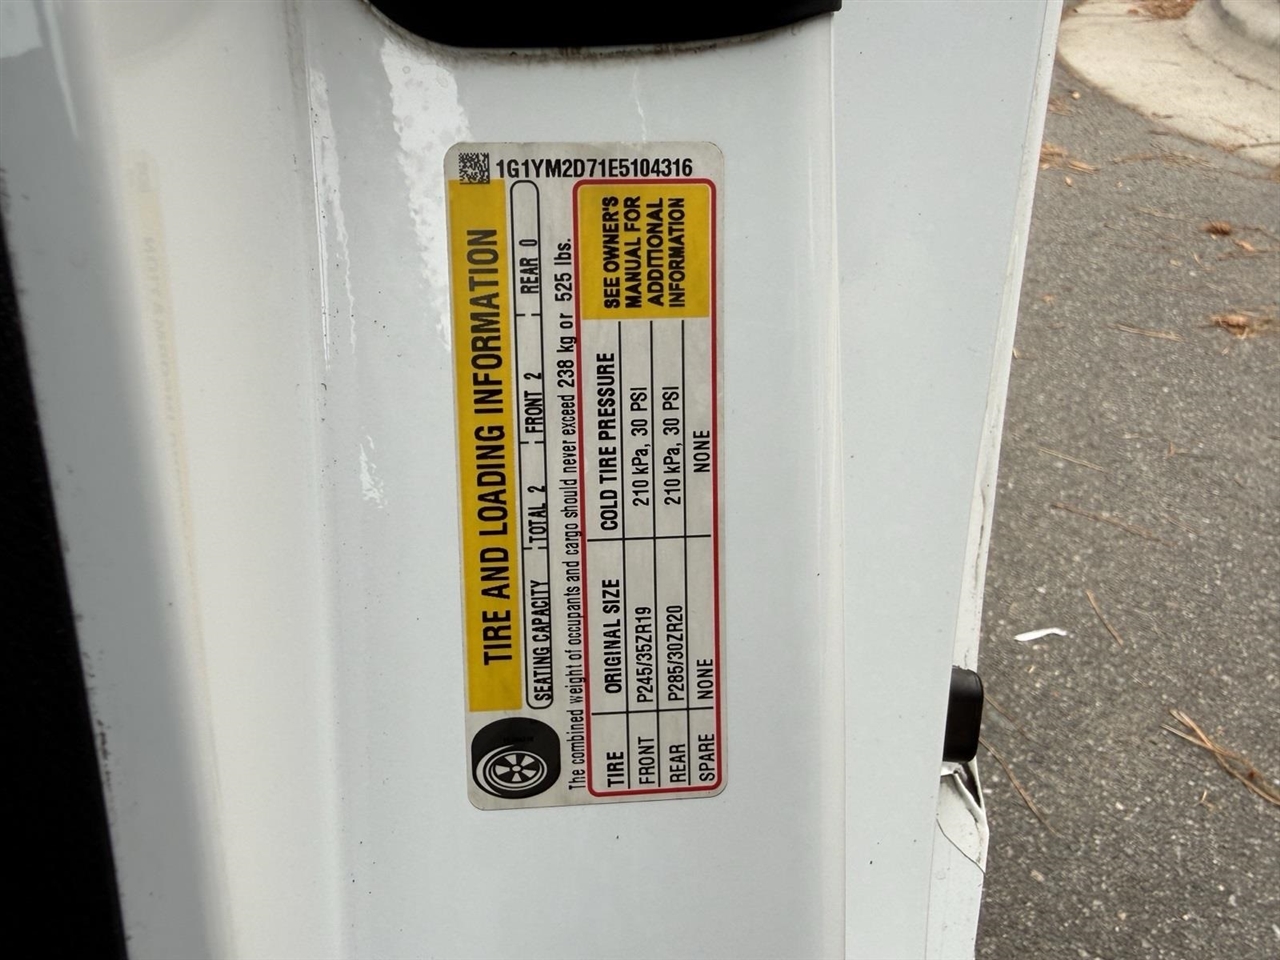 1G1YM2D71E5104316
TIRE AND LOADING INFORMATION
SEATING CAPACITY TOTAL 2 FRONT 2 REAR 0
The combined weight of occupants and cargo should never exceed 238 kg or 525 lbs.
TIRE ORIGINAL SIZE COLD TIRE PRESSURE
FRONT P245/35ZR19 210 kPa, 30 PSI
REAR P285/30ZR20 210 kPa, 30 PSI
SPARE NONE NONE
SEE OWNER'S
MANUAL FOR
ADDITIONAL
INFORMATION